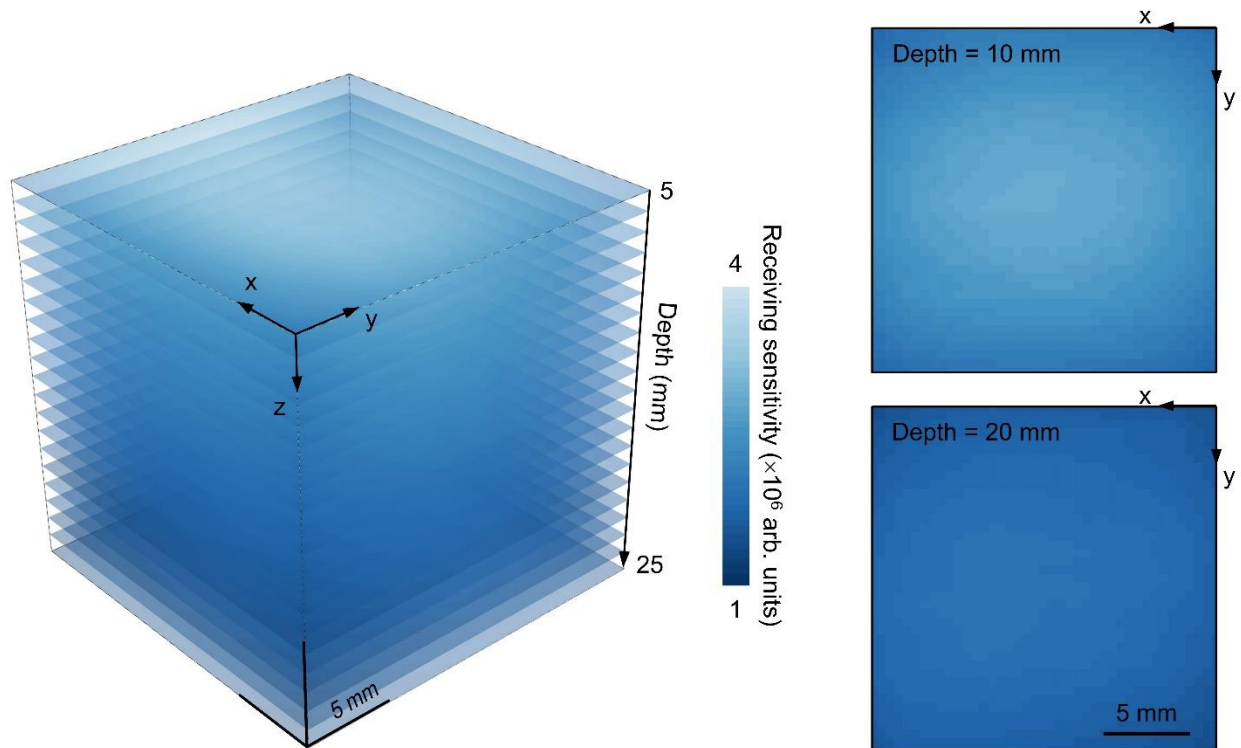 x
y
z
5
Depth (mm)
25
5 mm
4
Receiving sensitivity (×10⁶ arb. units)
1
x
Depth = 10 mm
y
x
Depth = 20 mm
y
5 mm